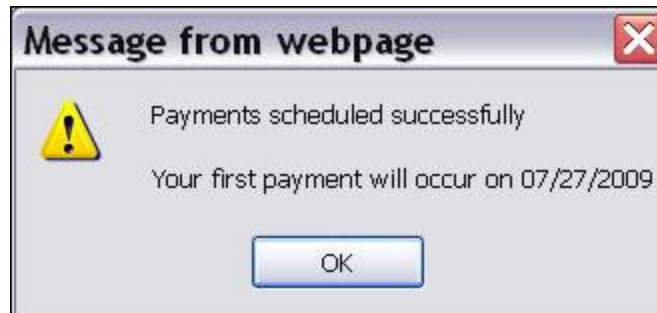 Message from webpage
Payments scheduled successfully
Your first payment will occur on 07/27/2009
OK